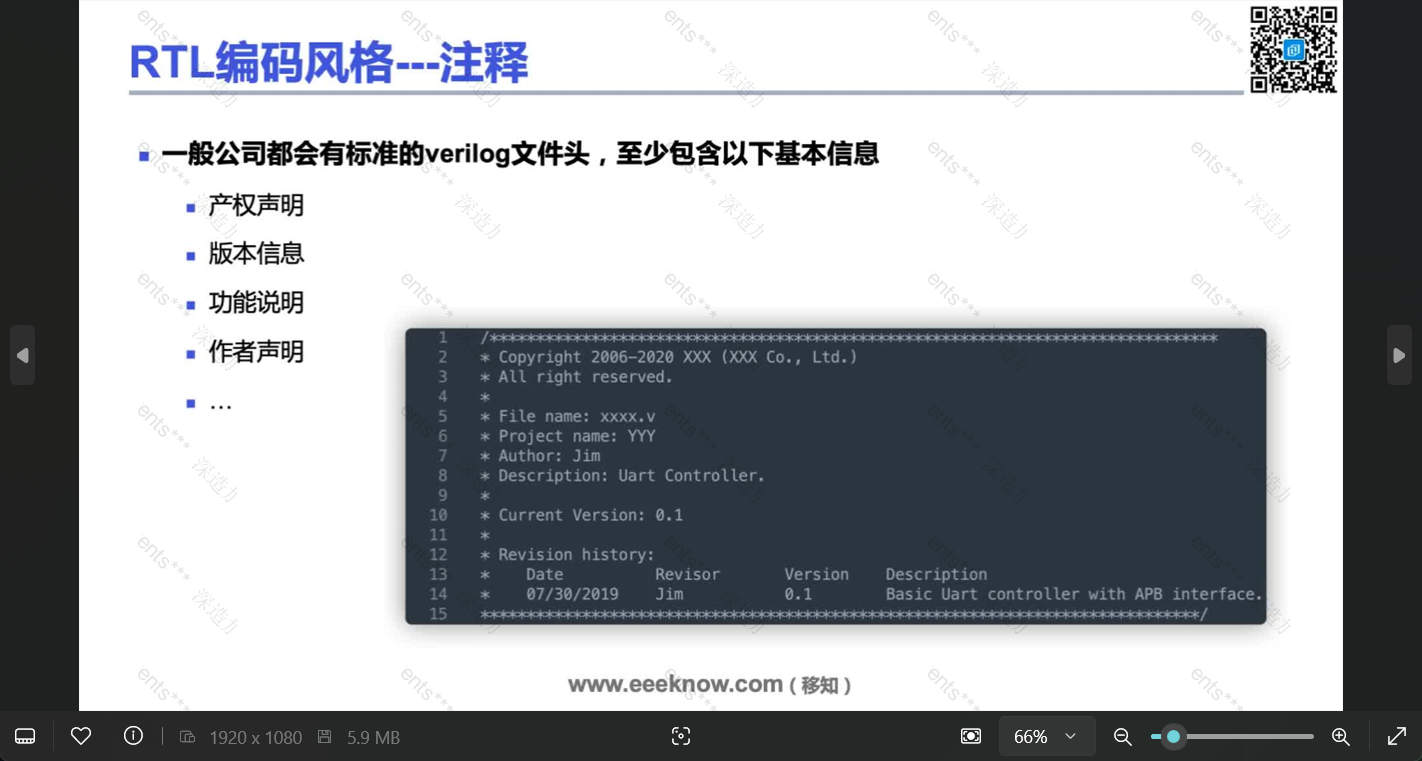 RTL编码风格---注释
一般公司都会有标准的verilog文件头，至少包含以下基本信息
产权声明
版本信息
功能说明
作者声明
...
1 /*******************************************************************************
2 * Copyright 2006-2020 XXX (XXX Co., Ltd.)
3 * All right reserved.
4 *
5 * File name: xxxx.v
6 * Project name: YYY
7 * Author: Jim
8 * Description: Uart Controller.
9 *
10 * Current Version: 0.1
11 *
12 * Revision history:
13 * Date Revisor Version Description
14 * 07/30/2019 Jim 0.1 Basic Uart controller with APB interface.
15 ******************************************************************************/
www.eeeknow.com（移知）
1920 x 1080 5.9 MB 66%